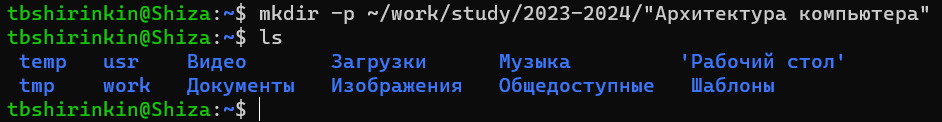 tbshirinkin@Shiza:~$ mkdir -p ~/work/study/2023-2024/"Архитектура компьютера"
tbshirinkin@Shiza:~$ ls
temp usr Видео Загрузки Музыка 'Рабочий стол'
tmp work Документы Изображения Общедоступные Шаблоны
tbshirinkin@Shiza:~$